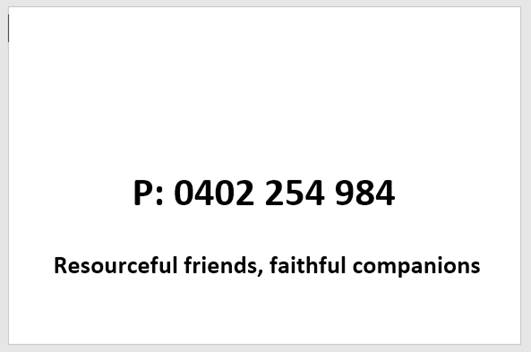 P: 0402 254 984
Resourceful friends, faithful companions